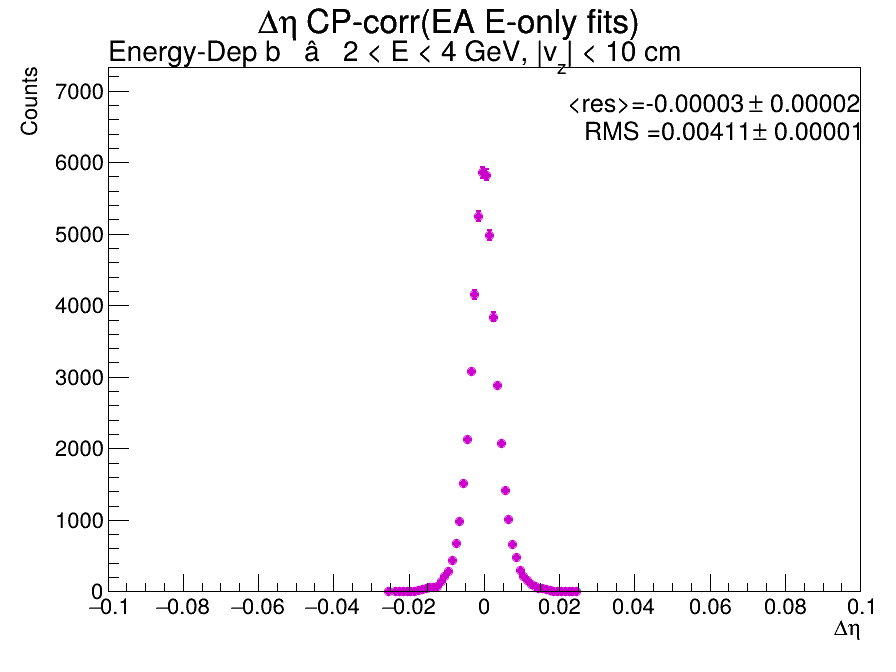 Δη CP-corr(EA E-only fits)
Energy-Dep b â 2 < E < 4 GeV, |v_z| < 10 cm
Counts
<res>=-0.00003± 0.00002
RMS =0.00411± 0.00001
7000
6000
5000
4000
3000
2000
1000
0
−0.1 −0.08 −0.06 −0.04 −0.02 0 0.02 0.04 0.06 0.08 0.1
Δη